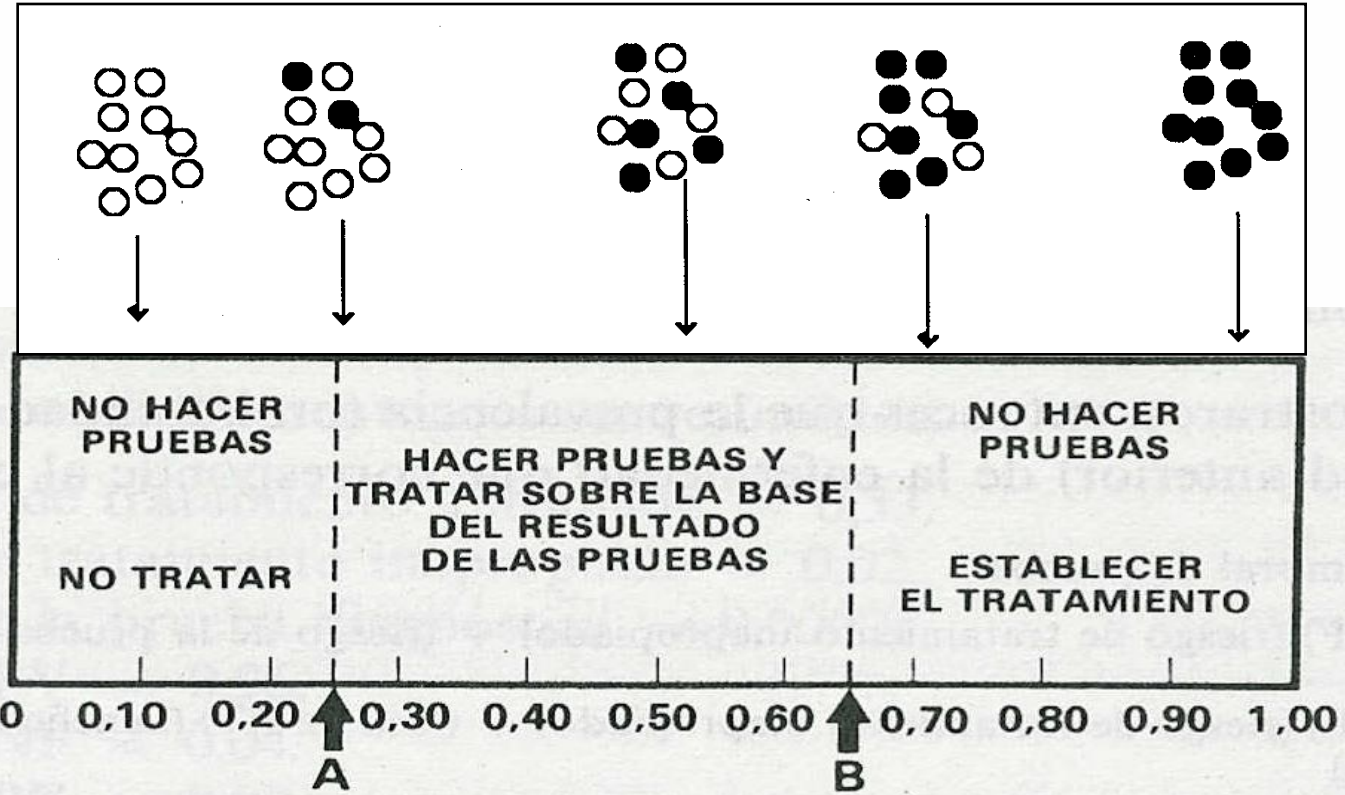 NO HACER
PRUEBAS
NO TRATAR
HACER PRUEBAS Y
TRATAR SOBRE LA BASE
DEL RESULTADO
DE LAS PRUEBAS
NO HACER
PRUEBAS
ESTABLECER
EL TRATAMIENTO
0 0,10 0,20 0,30 0,40 0,50 0,60 0,70 0,80 0,90 1,00
A B